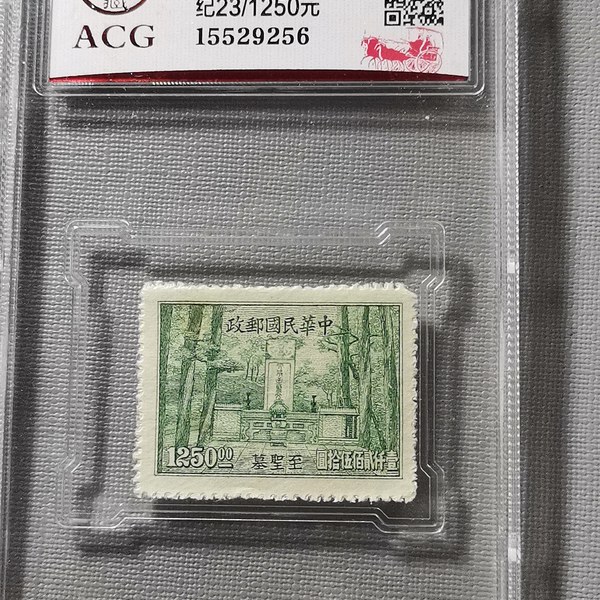 纪23/1250元
ACG
15529256
政郵國民華中
1250.00
墓聖至
圓拾伍佰貳仟壹